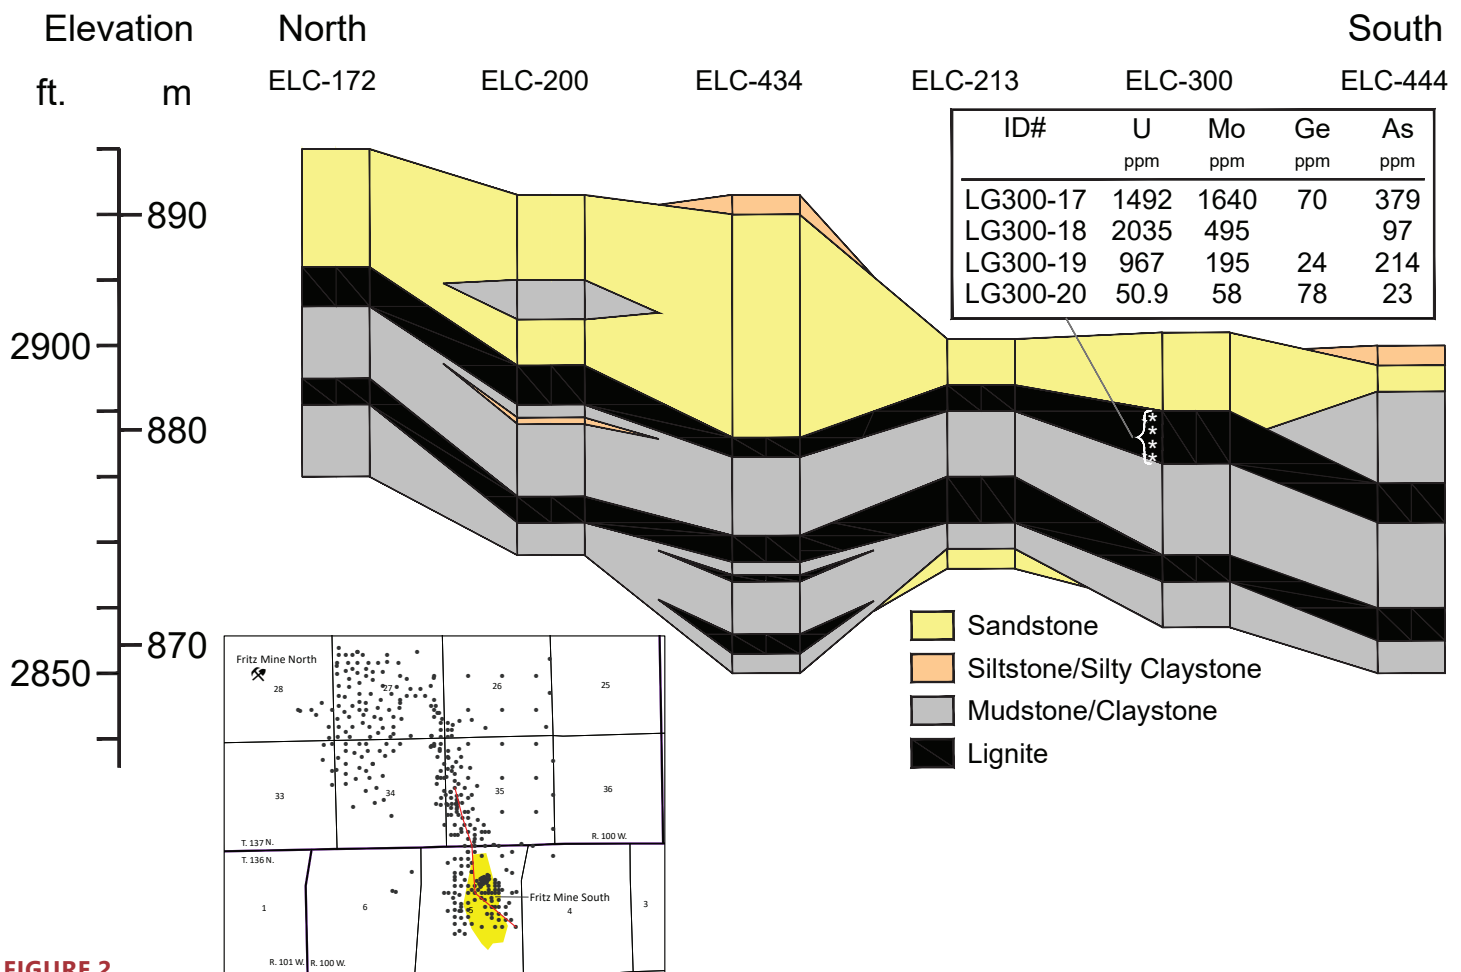 Elevation North South
ft. m ELC-172 ELC-200 ELC-434 ELC-213 ELC-300 ELC-444
ID# U Mo Ge As
ppm ppm ppm ppm
LG300-17 1492 1640 70 379
LG300-18 2035 495 97
LG300-19 967 195 24 214
LG300-20 50.9 58 78 23
890
2900
880
870
2850
****
Sandstone
Siltstone/Silty Claystone
Mudstone/Claystone
Lignite
Fritz Mine North
28 27 26 25
33 34 35 36
T. 137 N. R. 100 W.
T. 136 N.
Fritz Mine South
1 6 5 4 3
R. 101 W. R. 100 W.
FIGURE 2